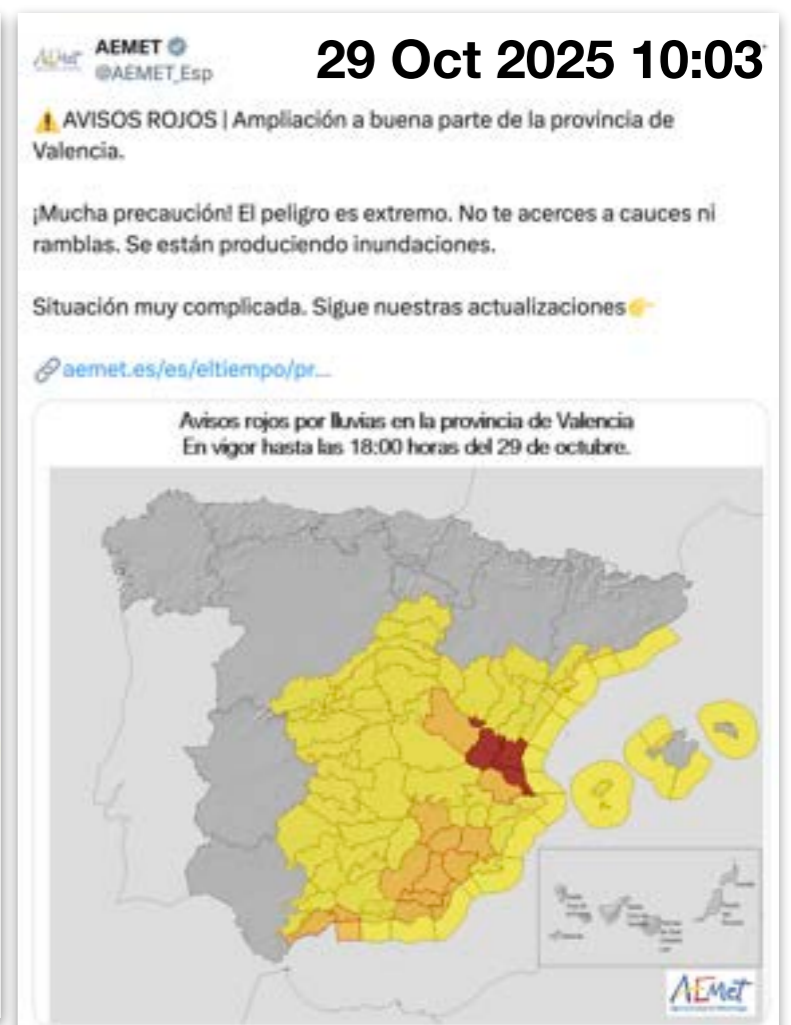 AEMET
29 Oct 2025 10:03
@AEMET_Esp
⚠️ AVISOS ROJOS | Ampliación a buena parte de la provincia de
Valencia.
¡Mucha precaución! El peligro es extremo. No te acerces a cauces ni
ramblas. Se están produciendo inundaciones.
Situación muy complicada. Sigue nuestras actualizaciones👉
🔗aemet.es/es/eltiempo/pr...
Avisos rojos por lluvias en la provincia de Valencia
En vigor hasta las 18:00 horas del 29 de octubre.
AEMet